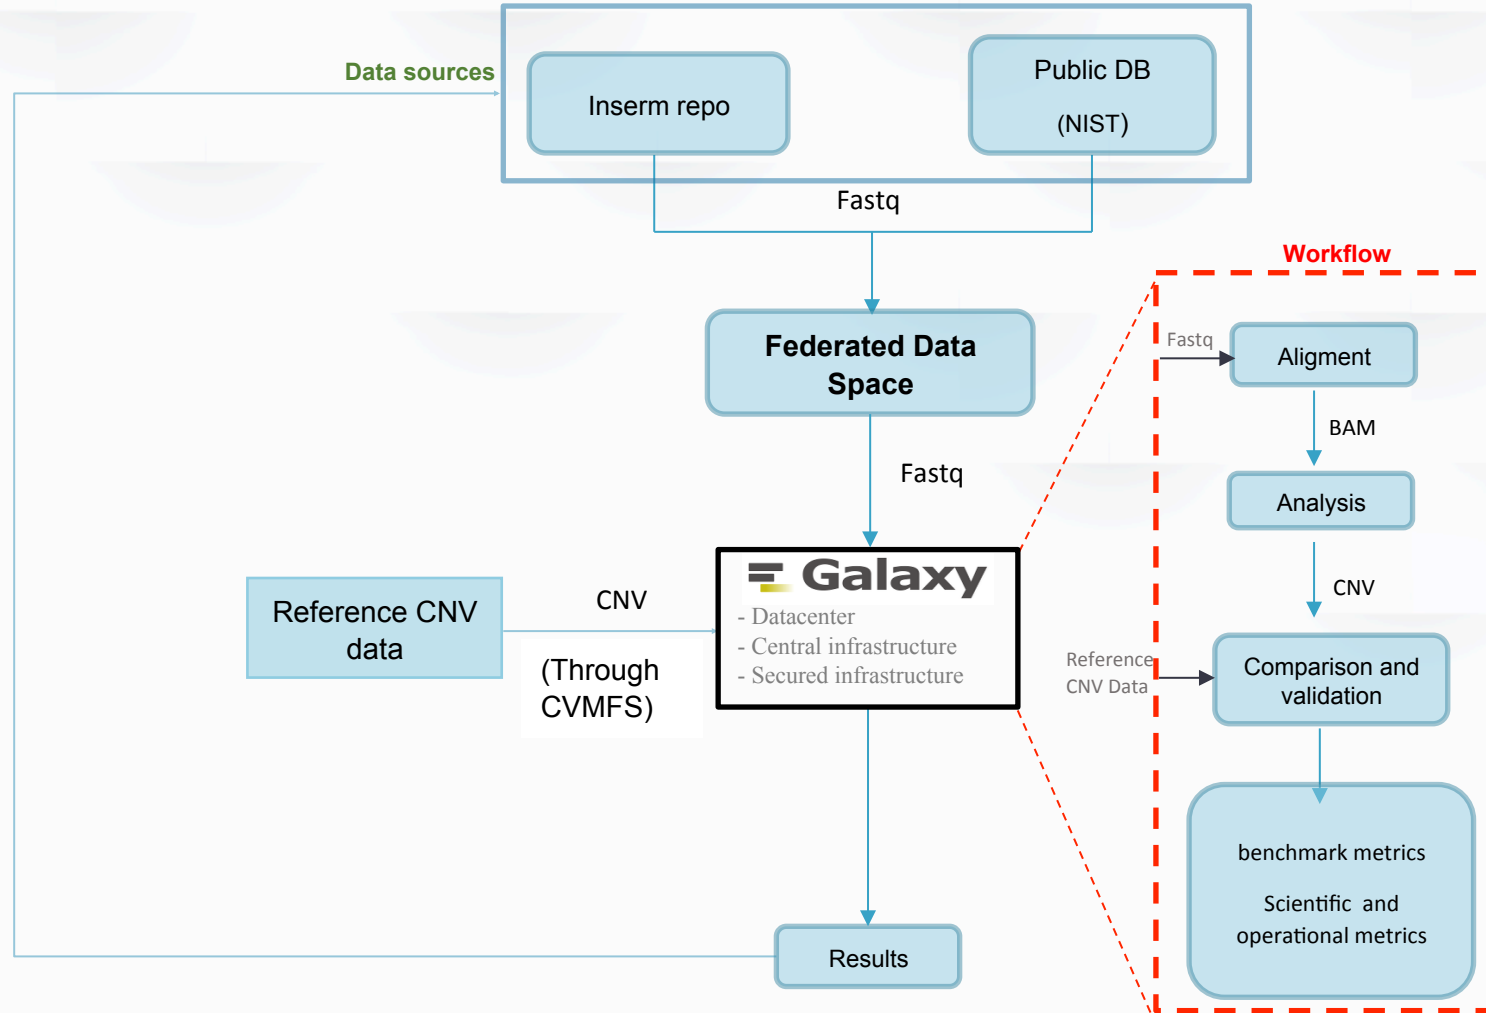 Data sources
Inserm repo
Public DB
(NIST)
Fastq
Federated Data
Space
Fastq
Reference CNV
data
CNV
(Through
CVMFS)
Galaxy
- Datacenter
- Central infrastructure
- Secured infrastructure
Results
Workflow
Fastq
Aligment
BAM
Analysis
CNV
Reference
CNV Data
Comparison and
validation
benchmark metrics
Scientific and
operational metrics